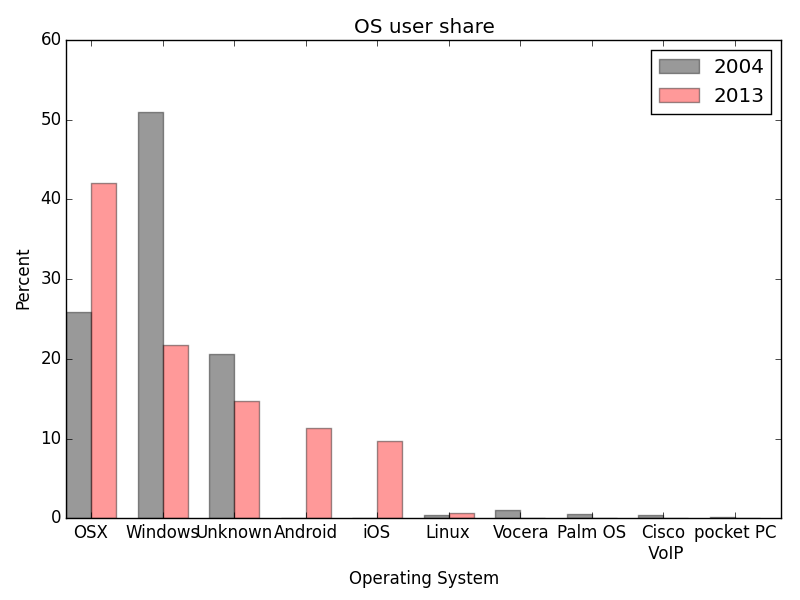 OS user share
2004
2013
60
50
40
30
20
10
0
Percent
OSX Windows Unknown Android iOS Linux Vocera Palm OS Cisco VoIP pocket PC
Operating System